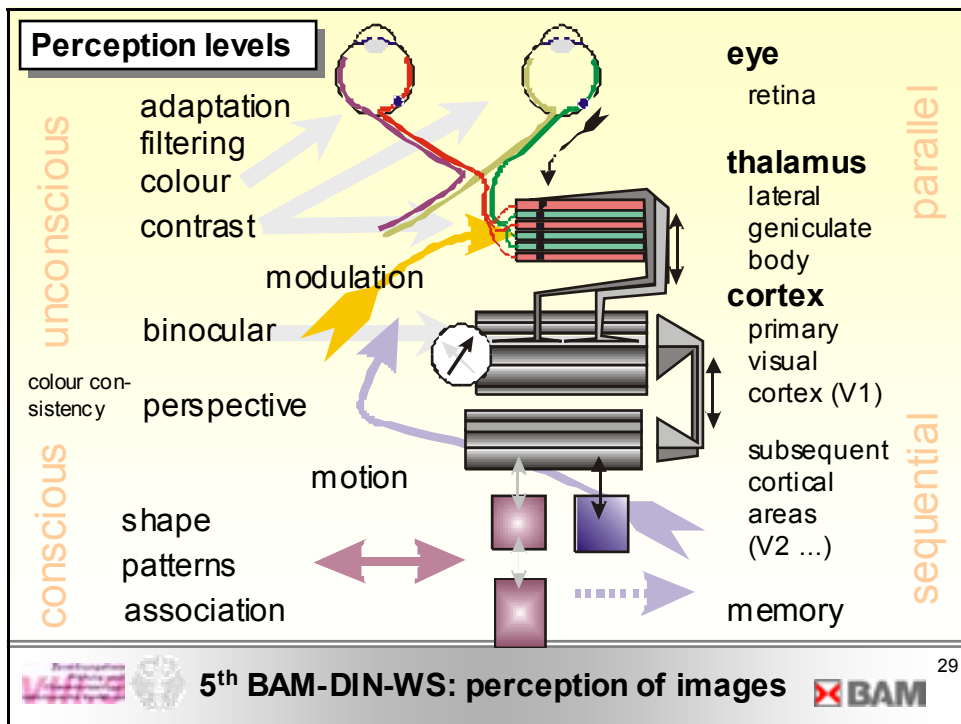 Perception levels
adaptation
filtering
colour
contrast
modulation
binocular
colour con-
sistency
perspective
motion
shape
patterns
association
unconscious
conscious
eye
retina
thalamus
lateral
geniculate
body
cortex
primary
visual
cortex (V1)
subsequent
cortical
areas
(V2 ...)
memory
parallel
sequential
5th BAM-DIN-WS: perception of images
BAM
29